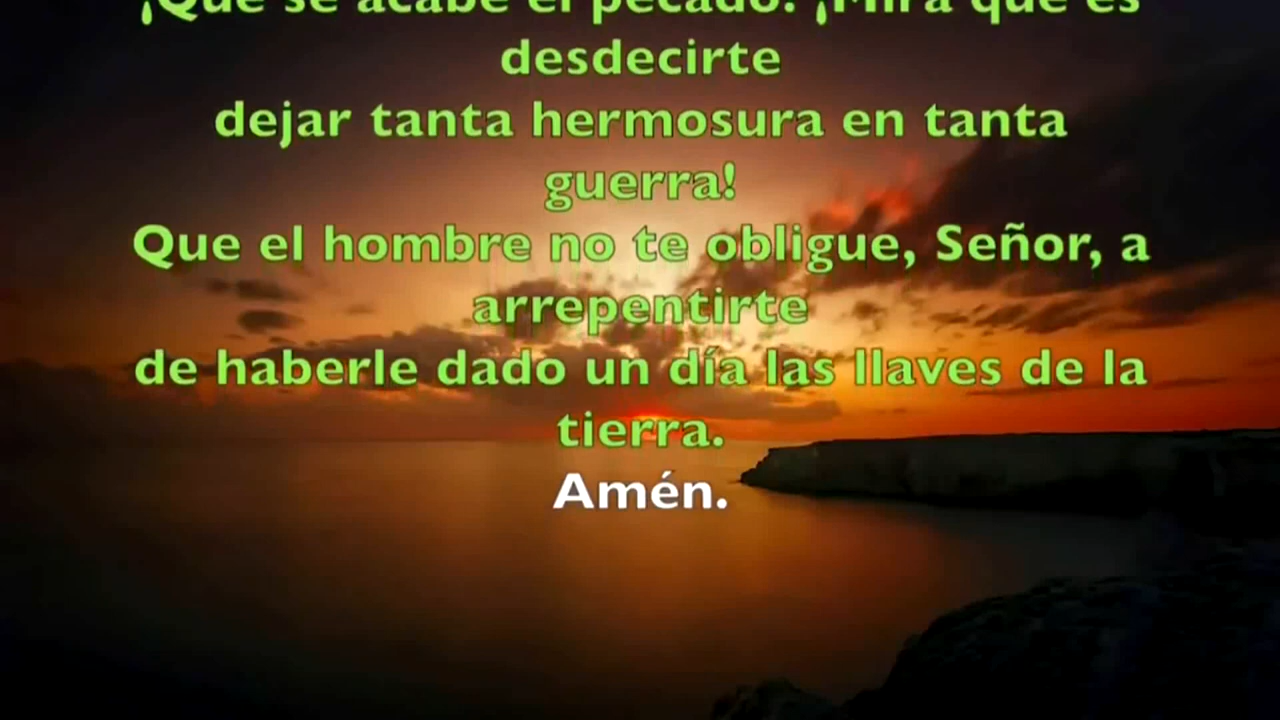 ¡Que se acabe el pecado! ¡Mira que es
desdecirte
dejar tanta hermosura en tanta
guerra!
Que el hombre no te obligue, Señor, a
arrepentirte
de haberle dado un día las llaves de la
tierra.
Amén.